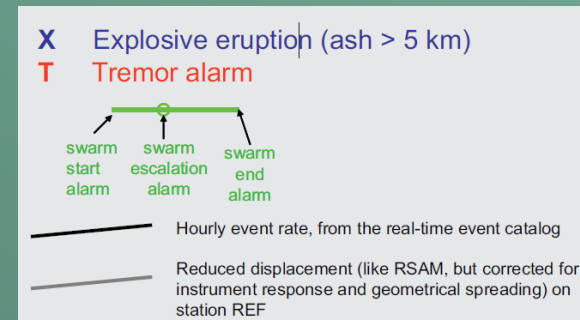 X Explosive eruption (ash > 5 km)
T Tremor alarm
swarm start alarm
swarm escalation alarm
swarm end alarm
Hourly event rate, from the real-time event catalog
Reduced displacement (like RSAM, but corrected for
instrument response and geometrical spreading) on
station REF